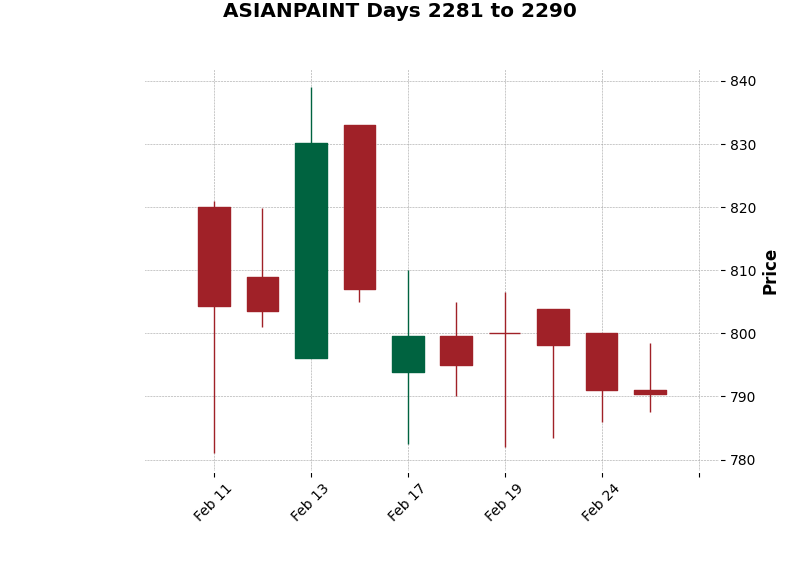 ASIANPAINT Days 2281 to 2290
840
830
820
810
800
790
780
Price
Feb 11
Feb 13
Feb 17
Feb 19
Feb 24